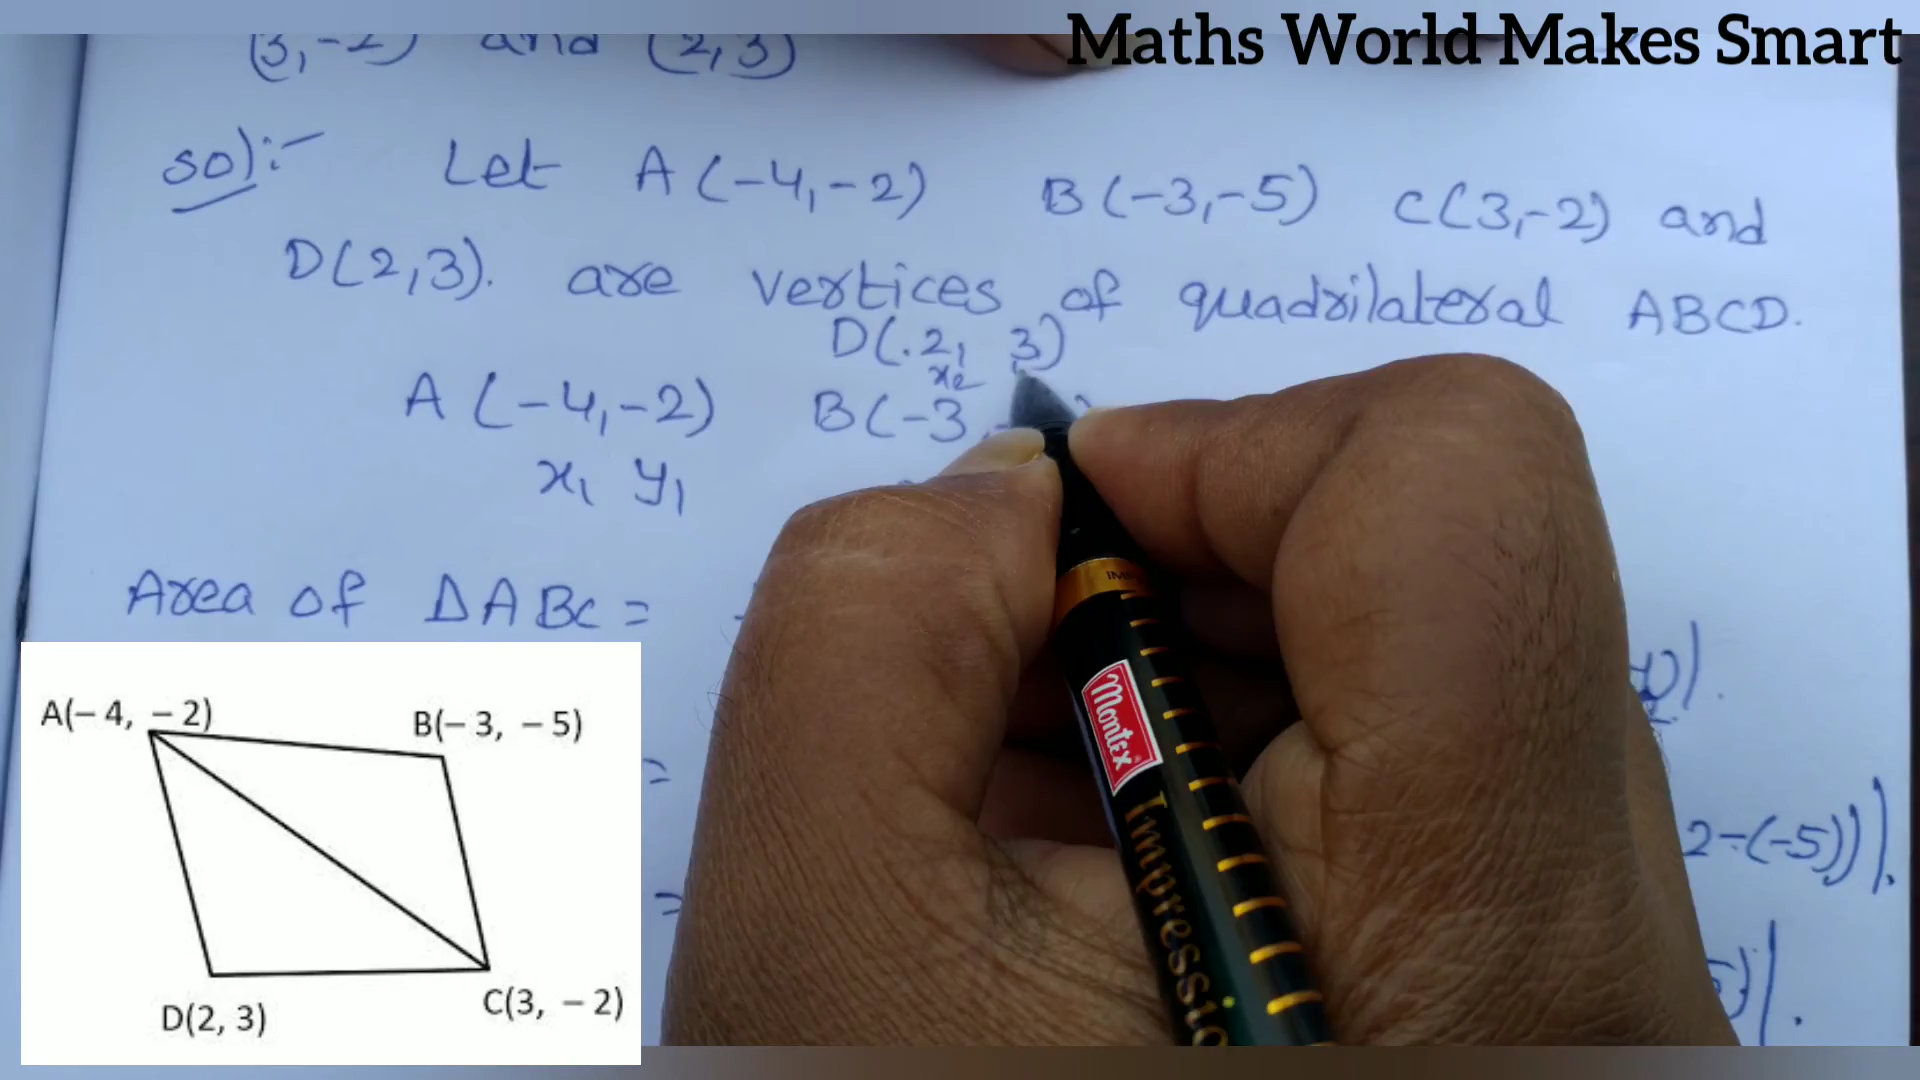 Maths World Makes Smart
(3,-2) and (2,3)
Sol:- Let A(-4,-2) B(-3,-5) C(3,-2) and
D(2,3). are vertices of quadrilateral ABCD.
D(.2, 3)
x2
A(-4,-2) B(-3,
x1 y1
Area of ΔABC =
=
2-(-5))|.
=
|.
A(– 4, – 2)
B(– 3, – 5)
D(2, 3)
C(3, – 2)
Montex
Impressio